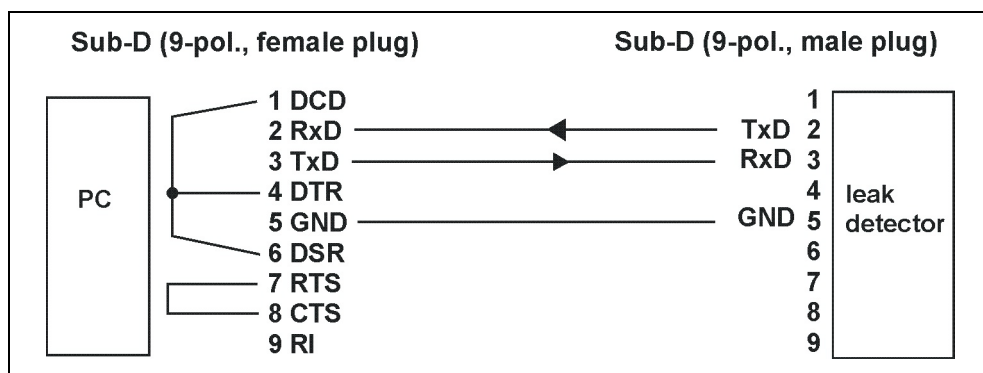 Sub-D (9-pol., female plug)
Sub-D (9-pol., male plug)
PC
1 DCD
2 RxD
3 TxD
4 DTR
5 GND
6 DSR
7 RTS
8 CTS
9 RI
1
TxD 2
RxD 3
4
GND 5
6
7
8
9
leak
detector